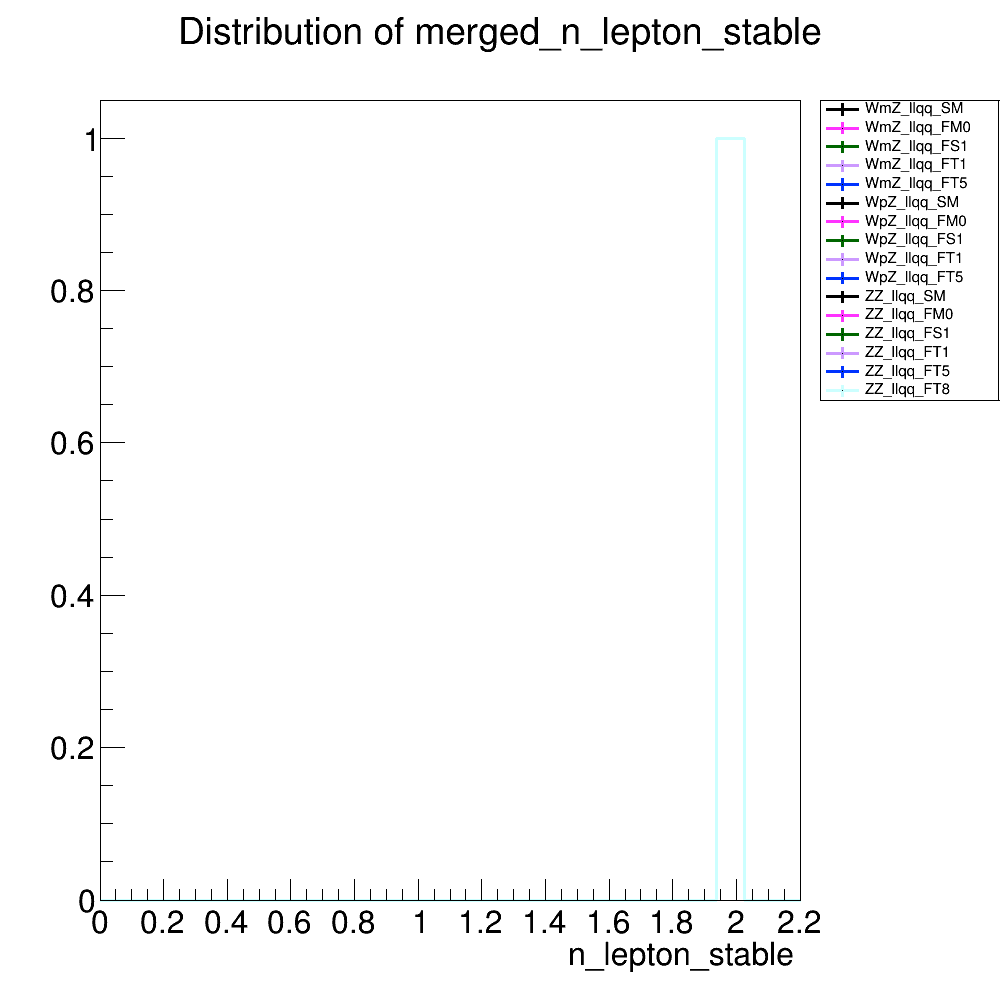 Distribution of merged_n_lepton_stable
WmZ_llqq_SM
WmZ_llqq_FM0
WmZ_llqq_FS1
WmZ_llqq_FT1
WmZ_llqq_FT5
WpZ_llqq_SM
WpZ_llqq_FM0
WpZ_llqq_FS1
WpZ_llqq_FT1
WpZ_llqq_FT5
ZZ_llqq_SM
ZZ_llqq_FM0
ZZ_llqq_FS1
ZZ_llqq_FT1
ZZ_llqq_FT5
ZZ_llqq_FT8
1
0.8
0.6
0.4
0.2
0
0 0.2 0.4 0.6 0.8 1 1.2 1.4 1.6 1.8 2 2.2
n_lepton_stable